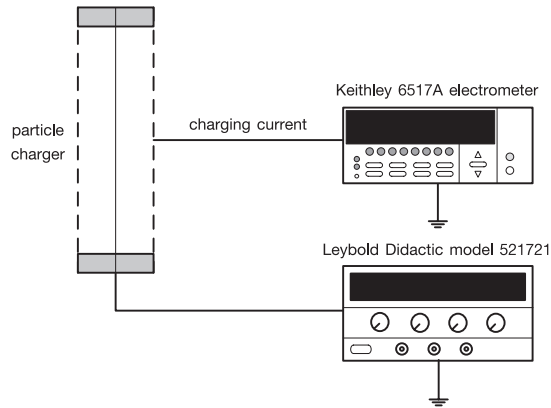 Keithley 6517A electrometer
charging current
particle
charger
Leybold Didactic model 521721